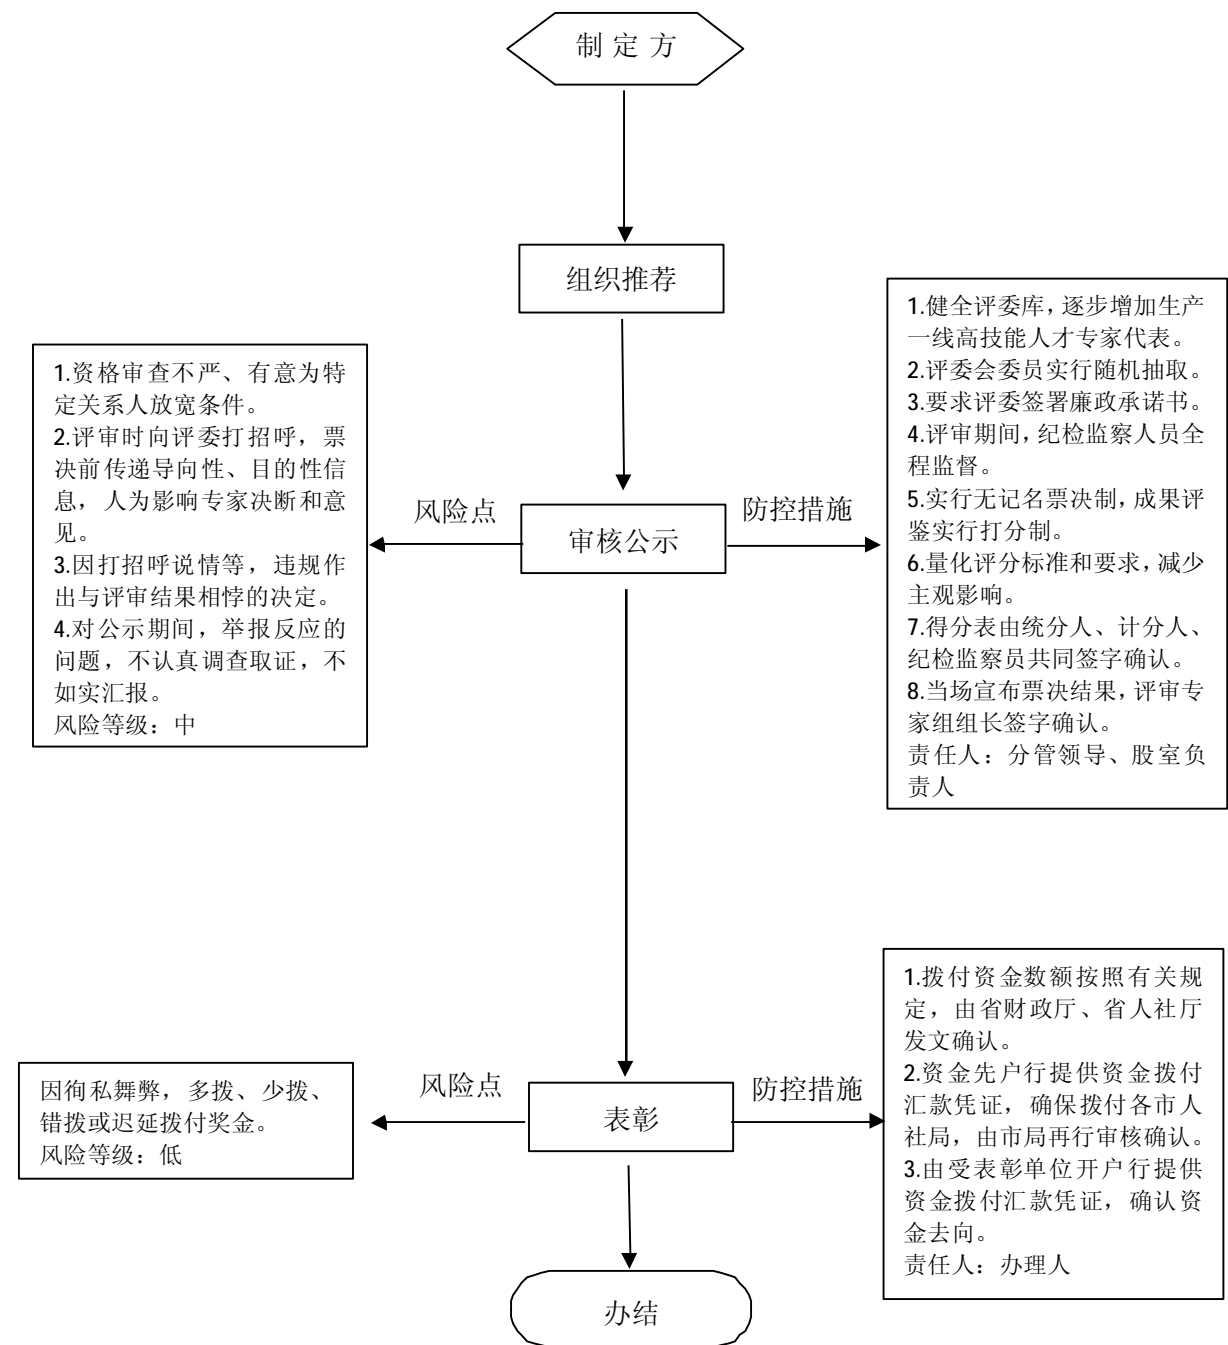 制 定 方
组织推荐
1.资格审查不严、有意为特
定关系人放宽条件。
2.评审时向评委打招呼，票
决前传递导向性、目的性信
息，人为影响专家决断和意
见。
3.因打招呼说情等，违规作
出与评审结果相悖的决定。
4.对公示期间，举报反应的
问题，不认真调查取证，不
如实汇报。
风险等级：中
风险点
审核公示
防控措施
1.健全评委库，逐步增加生产
一线高技能人才专家代表。
2.评委会委员实行随机抽取。
3.要求评委签署廉政承诺书。
4.评审期间，纪检监察人员全
程监督。
5.实行无记名票决制，成果评
鉴实行打分制。
6.量化评分标准和要求，减少
主观影响。
7.得分表由统分人、计分人、
纪检监察员共同签字确认。
8.当场宣布票决结果，评审专
家组组长签字确认。
责任人：分管领导、股室负
责人
因徇私舞弊，多拨、少拨、
错拨或迟延拨付奖金。
风险等级：低
风险点
表彰
防控措施
1.拨付资金数额按照有关规
定，由省财政厅、省人社厅
发文确认。
2.资金先户行提供资金拨付
汇款凭证，确保拨付各市人
社局，由市局再行审核确认。
3.由受表彰单位开户行提供
资金拨付汇款凭证，确认资
金去向。
责任人：办理人
办结